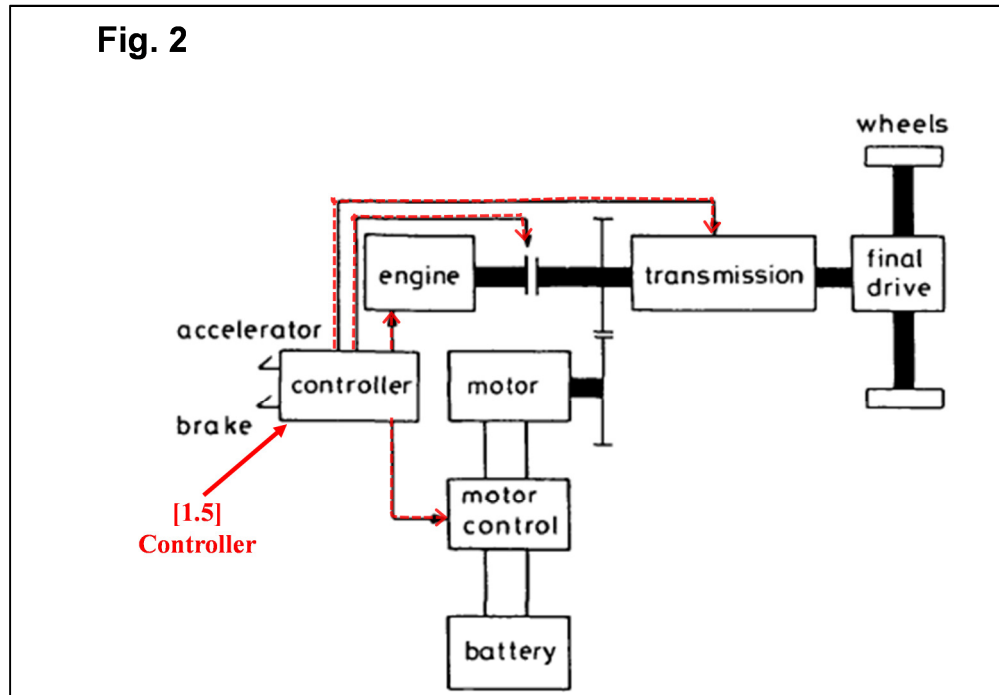 Fig. 2
wheels
engine
transmission
final
drive
accelerator
controller
motor
brake
[1.5]
Controller
motor
control
battery